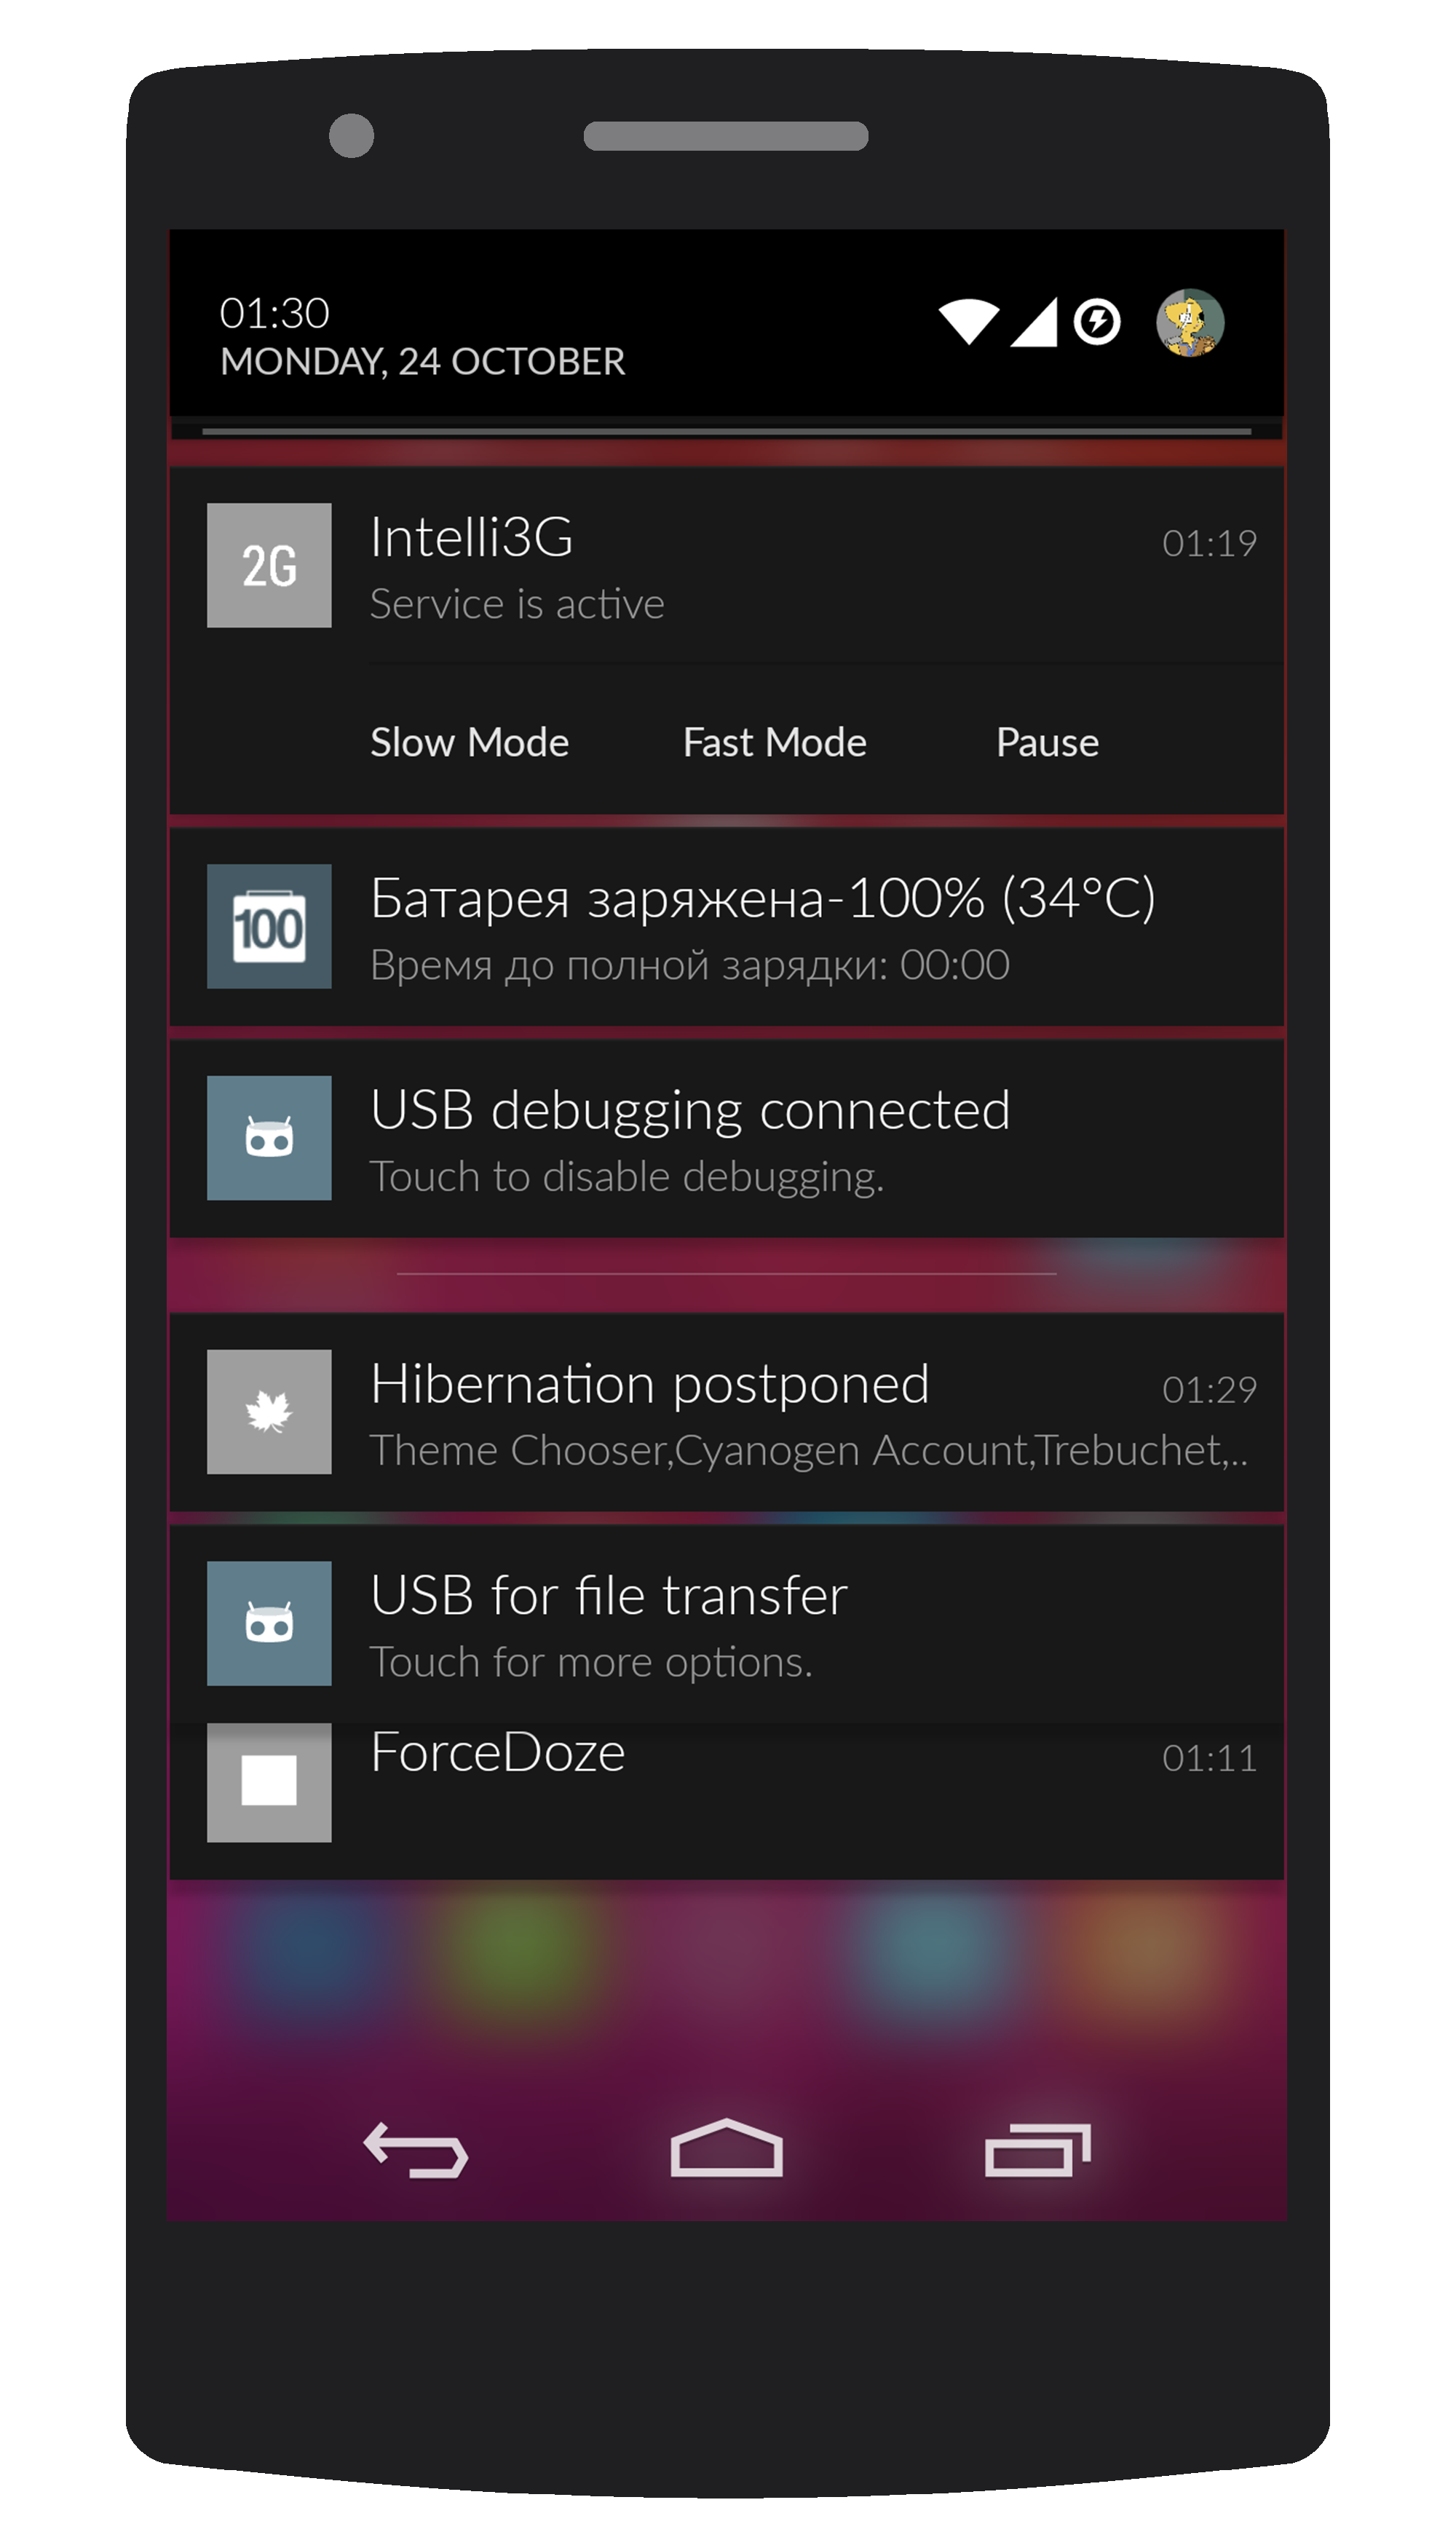 01:30
MONDAY, 24 OCTOBER
2G
Intelli3G
01:19
Service is active
Slow Mode
Fast Mode
Pause
100
Батарея заряжена-100% (34°C)
Время до полной зарядки: 00:00
USB debugging connected
Touch to disable debugging.
Hibernation postponed
01:29
Theme Chooser,Cyanogen Account,Trebuchet,..
USB for file transfer
Touch for more options.
ForceDoze
01:11